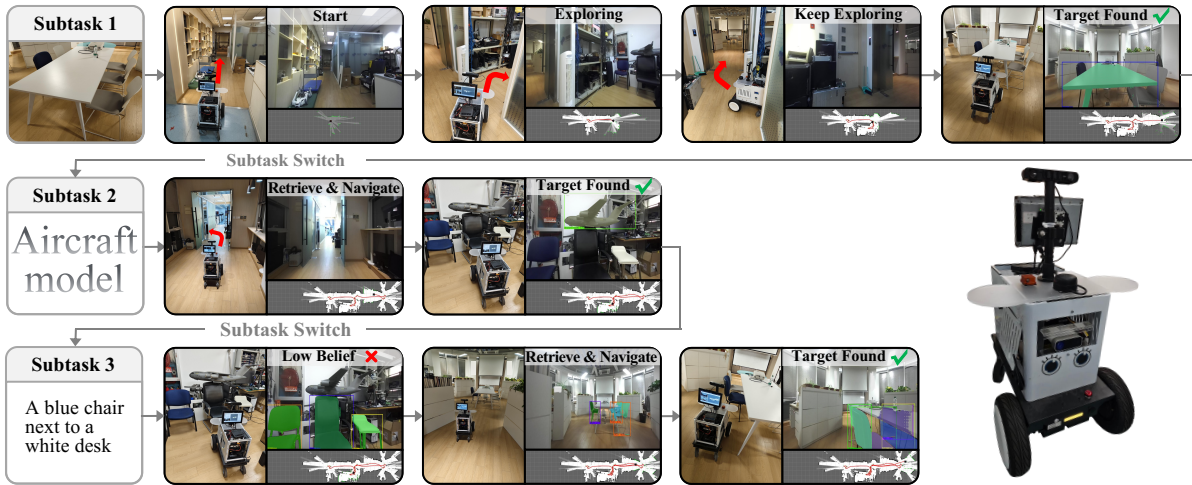 Subtask 1
Start
Exploring
Keep Exploring
Target Found
Subtask Switch
Subtask 2
Aircraft
model
Retrieve & Navigate
Target Found
Subtask Switch
Subtask 3
A blue chair
next to a
white desk
Low Belief
Retrieve & Navigate
Target Found